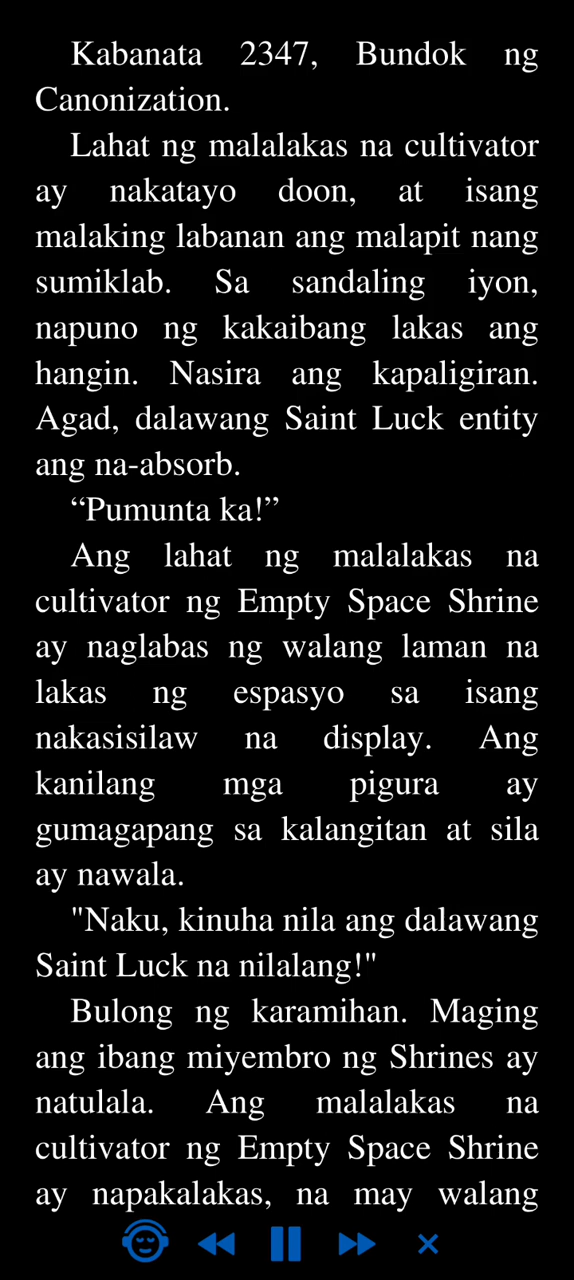 Kabanata 2347, Bundok ng
Canonization.
Lahat ng malalakas na cultivator
ay nakatayo doon, at isang
malaking labanan ang malapit nang
sumiklab. Sa sandaling iyon,
napuno ng kakaibang lakas ang
hangin. Nasira ang kapaligiran.
Agad, dalawang Saint Luck entity
ang na-absorb.
“Pumunta ka!”
Ang lahat ng malalakas na
cultivator ng Empty Space Shrine
ay naglabas ng walang laman na
lakas ng espasyo sa isang
nakasisilaw na display. Ang
kanilang mga pigura ay
gumagapang sa kalangitan at sila
ay nawala.
"Naku, kinuha nila ang dalawang
Saint Luck na nilalang!"
Bulong ng karamihan. Maging
ang ibang miyembro ng Shrines ay
natulala. Ang malalakas na
cultivator ng Empty Space Shrine
ay napakalakas, na may walang